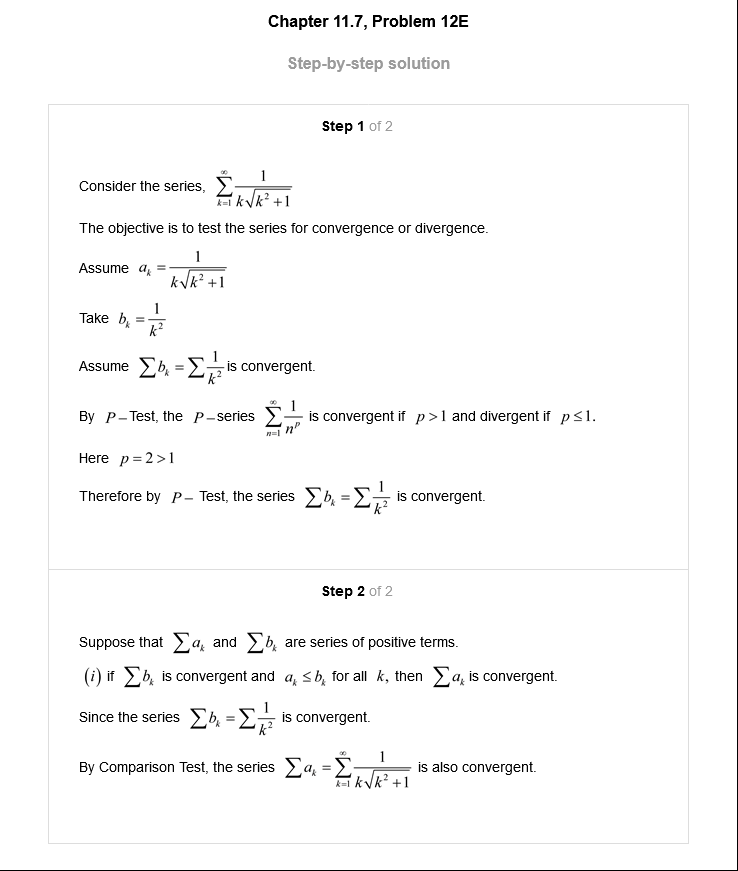 Chapter 11.7, Problem 12E
Step-by-step solution
Step 1 of 2
Consider the series, $\sum_{k=1}^{\infty} \frac{1}{k\sqrt{k^2+1}}$
The objective is to test the series for convergence or divergence.
Assume $a_k = \frac{1}{k\sqrt{k^2+1}}$
Take $b_k = \frac{1}{k^2}$
Assume $\sum b_k = \sum \frac{1}{k^2}$ is convergent.
By P–Test, the P–series $\sum_{n=1}^{\infty} \frac{1}{n^p}$ is convergent if $p > 1$ and divergent if $p \leq 1$.
Here $p = 2 > 1$
Therefore by P– Test, the series $\sum b_k = \sum \frac{1}{k^2}$ is convergent.
Step 2 of 2
Suppose that $\sum a_k$ and $\sum b_k$ are series of positive terms.
(i) if $\sum b_k$ is convergent and $a_k \leq b_k$ for all k, then $\sum a_k$ is convergent.
Since the series $\sum b_k = \sum \frac{1}{k^2}$ is convergent.
By Comparison Test, the series $\sum a_k = \sum_{k=1}^{\infty} \frac{1}{k\sqrt{k^2+1}}$ is also convergent.